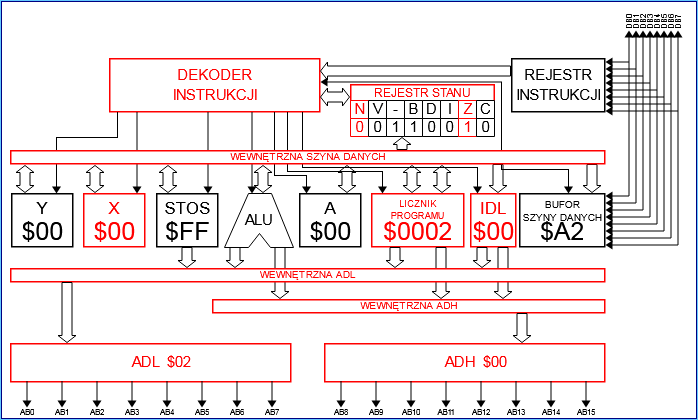 DB0 DB1 DB2 DB3 DB4 DB5 DB6 DB7
DEKODER
INSTRUKCJI
REJESTR
INSTRUKCJI
REJESTR STANU
N V - B D I Z C
0 0 1 1 0 0 1 0
WEWNĘTRZNA SZYNA DANYCH
Y
$00
X
$00
STOS
$FF
ALU
A
$00
LICZNIK
PROGRAMU
$0002
IDL
$00
BUFOR
SZYNY DANYCH
$A2
WEWNĘTRZNA ADL
WEWNĘTRZNA ADH
ADL $02
ADH $00
AB0 AB1 AB2 AB3 AB4 AB5 AB6 AB7 AB8 AB9 AB10 AB11 AB12 AB13 AB14 AB15